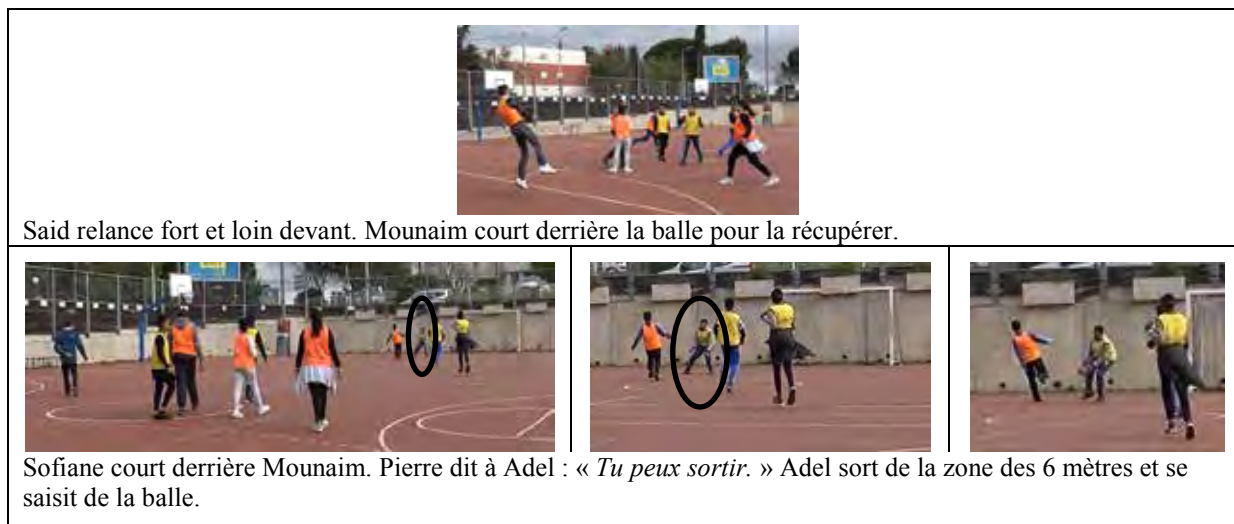 Said relance fort et loin devant. Mounaim court derrière la balle pour la récupérer.
Sofiane court derrière Mounaim. Pierre dit à Adel : « Tu peux sortir. » Adel sort de la zone des 6 mètres et se
saisit de la balle.